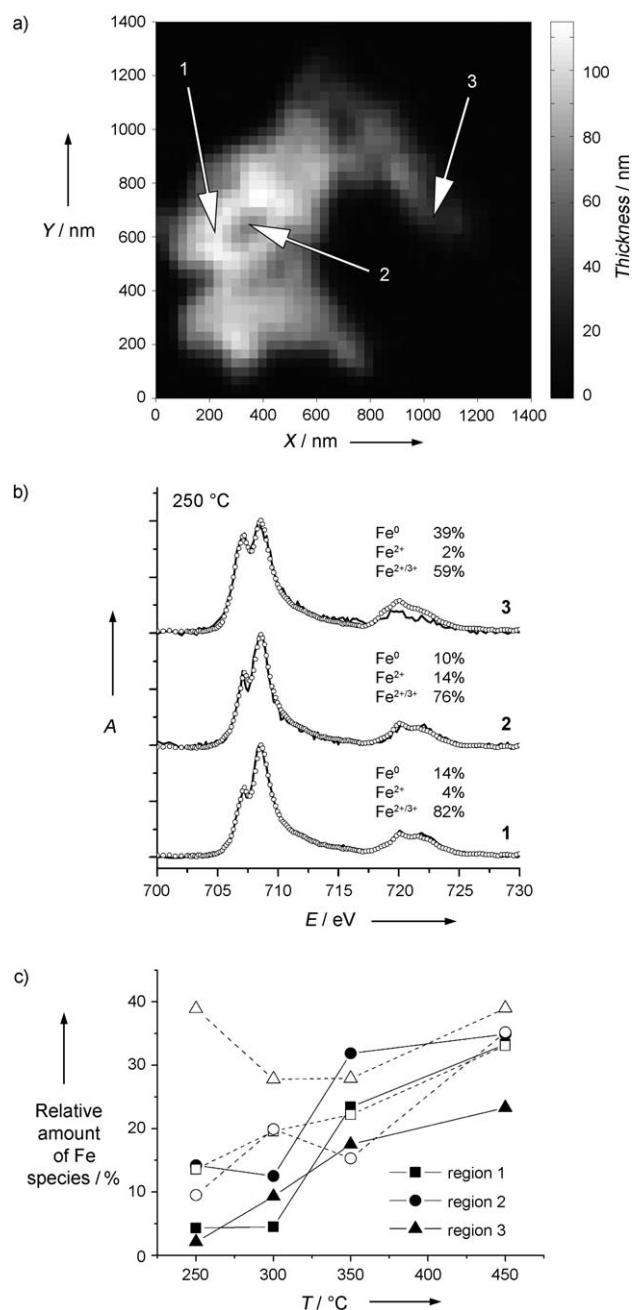 a)
1400
1200
1000
800
600
400
200
0
Y / nm
1
2
3
0 200 400 600 800 1000 1200 1400
X / nm
100
80
60
40
20
0
Thickness / nm
b)
250 °C
Fe⁰ 39%
Fe²⁺ 2%
Fe²⁺/³⁺ 59%
3
Fe⁰ 10%
Fe²⁺ 14%
Fe²⁺/³⁺ 76%
2
A
Fe⁰ 14%
Fe²⁺ 4%
Fe²⁺/³⁺ 82%
1
700 705 710 715 720 725 730
E / eV
c)
40
30
20
10
0
Relative
amount
of Fe
species / %
region 1
region 2
region 3
250 300 350 400 450
T / °C